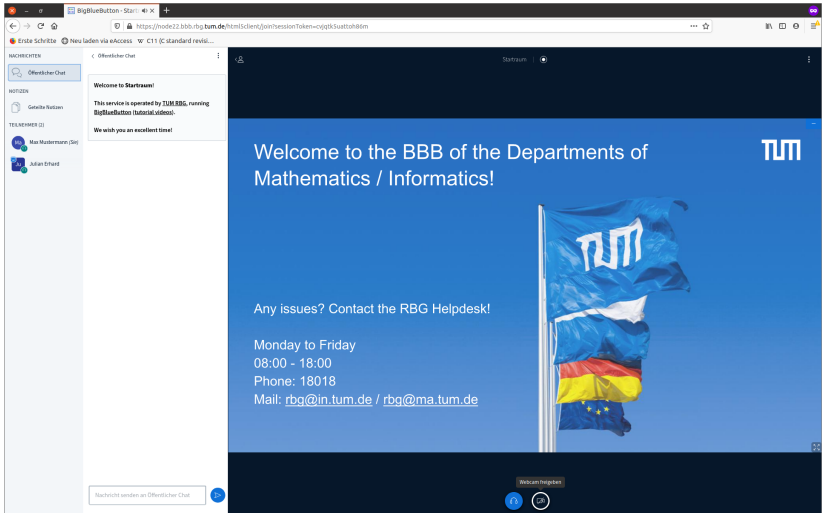 BigBlueButton - Start
https://node22.bbb.rbg.tum.de/html5client/join?sessionToken=cvjqtk5uattoh86m
Erste Schritte
Neu laden via eAccess
W C11 (C standard revisi...
NACHRICHTEN
Öffentlicher Chat
NOTIZEN
Geteilte Notizen
TEILNEHMER (2)
Ma Max Mustermann (Sie)
Ju Julian Erhard
Öffentlicher Chat
Welcome to Startraum!
This service is operated by TUM RBG, running
BigBlueButton (tutorial videos).
We wish you an excellent time!
Nachricht senden an Öffentlicher Chat
Startraum
Welcome to the BBB of the Departments of
Mathematics / Informatics!
TUM
TUM
Any issues? Contact the RBG Helpdesk!
Monday to Friday
08:00 - 18:00
Phone: 18018
Mail: rbg@in.tum.de / rbg@ma.tum.de
Webcam freigeben